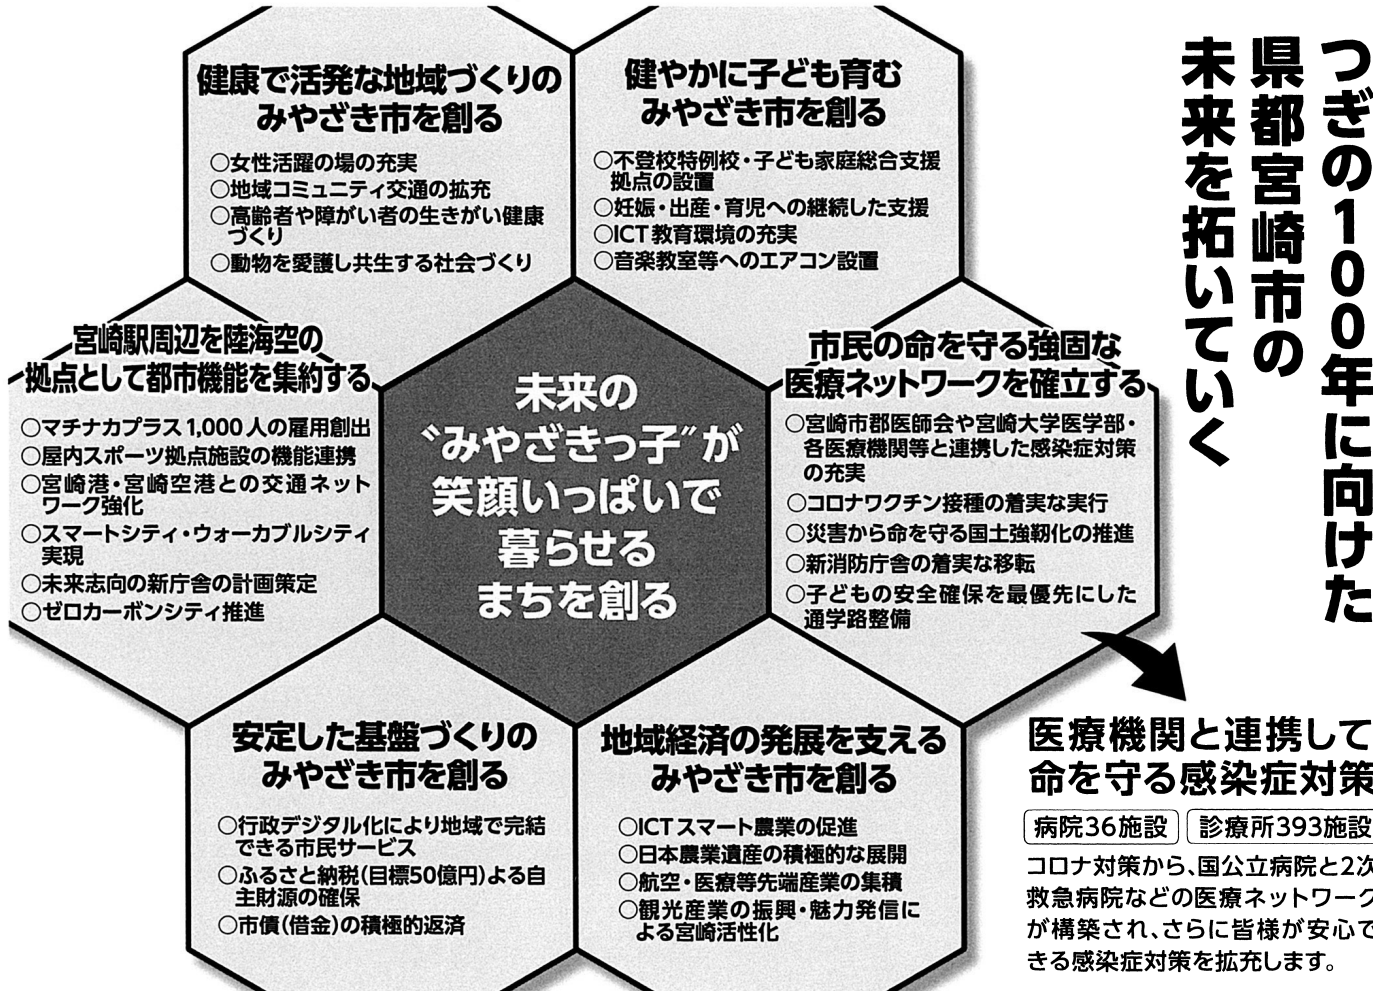 つぎの100年に向けた
県都宮崎市の
未来を拓いていく
健康で活発な地域づくりの
みやざき市を創る
○女性活躍の場の充実
○地域コミュニティ交通の拡充
○高齢者や障がい者の生きがい健康
づくり
○動物を愛護し共生する社会づくり
健やかに子ども育む
みやざき市を創る
○不登校特例校・子ども家庭総合支援
拠点の設置
○妊娠・出産・育児への継続した支援
○ICT教育環境の充実
○音楽教室等へのエアコン設置
宮崎駅周辺を陸海空の
拠点として都市機能を集約する
○マチナカプラス1,000人の雇用創出
○屋内スポーツ拠点施設の機能連携
○宮崎港・宮崎空港との交通ネット
ワーク強化
○スマートシティ・ウォーカブルシティ
実現
○未来志向の新庁舎の計画策定
○ゼロカーボンシティ推進
未来の
〝みやざきっ子〟が
笑顔いっぱいで
暮らせる
まちを創る
市民の命を守る強固な
医療ネットワークを確立する
○宮崎市郡医師会や宮崎大学医学部・
各医療機関等と連携した感染症対策
の充実
○コロナワクチン接種の着実な実行
○災害から命を守る国土強靭化の推進
○新消防庁舎の着実な移転
○子どもの安全確保を最優先にした
通学路整備
安定した基盤づくりの
みやざき市を創る
○行政デジタル化により地域で完結
できる市民サービス
○ふるさと納税(目標50億円)よる自
主財源の確保
○市債(借金)の積極的返済
地域経済の発展を支える
みやざき市を創る
○ICTスマート農業の促進
○日本農業遺産の積極的な展開
○航空・医療等先端産業の集積
○観光産業の振興・魅力発信に
よる宮崎活性化
医療機関と連携して
命を守る感染症対策
病院36施設 診療所393施設
コロナ対策から、国公立病院と2次
救急病院などの医療ネットワーク
が構築され、さらに皆様が安心で
きる感染症対策を拡充します。